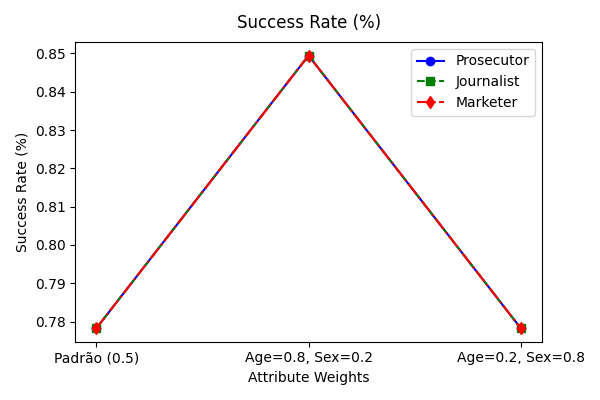 Success Rate (%)
Success Rate (%)
0.85
0.84
0.83
0.82
0.81
0.80
0.79
0.78
Prosecutor
Journalist
Marketer
Padrão (0.5)
Age=0.8, Sex=0.2
Age=0.2, Sex=0.8
Attribute Weights